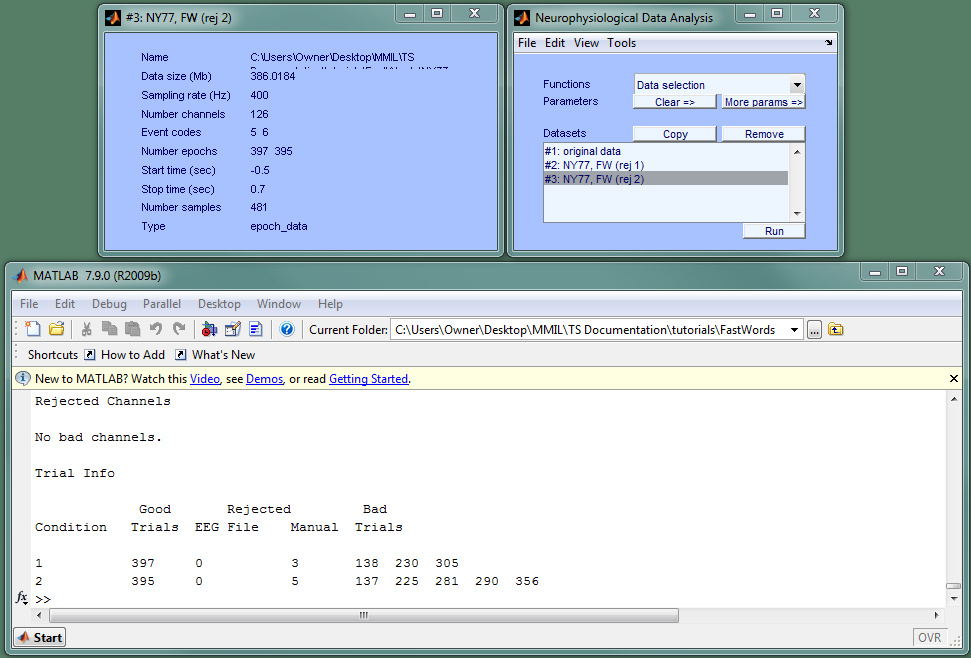 #3: NY77, FW (rej 2)
Name C:\Users\Owner\Desktop\MMIL\TS
Data size (Mb) 386.0184
Sampling rate (Hz) 400
Number channels 126
Event codes 5 6
Number epochs 397 395
Start time (sec) -0.5
Stop time (sec) 0.7
Number samples 481
Type epoch_data
Neurophysiological Data Analysis
File Edit View Tools
Functions Data selection
Parameters Clear => More params =>
Datasets Copy Remove
#1: original data
#2: NY77, FW (rej 1)
#3: NY77, FW (rej 2)
Run
MATLAB 7.9.0 (R2009b)
File Edit Debug Parallel Desktop Window Help
Current Folder: C:\Users\Owner\Desktop\MMIL\TS Documentation\tutorials\FastWords ...
Shortcuts How to Add What's New
New to MATLAB? Watch this Video, see Demos, or read Getting Started.
Rejected Channels
No bad channels.
Trial Info
Good Rejected Bad
Condition Trials EEG File Manual Trials
1 397 0 3 138 230 305
2 395 0 5 137 225 281 290 356
fx >>
Start OVR